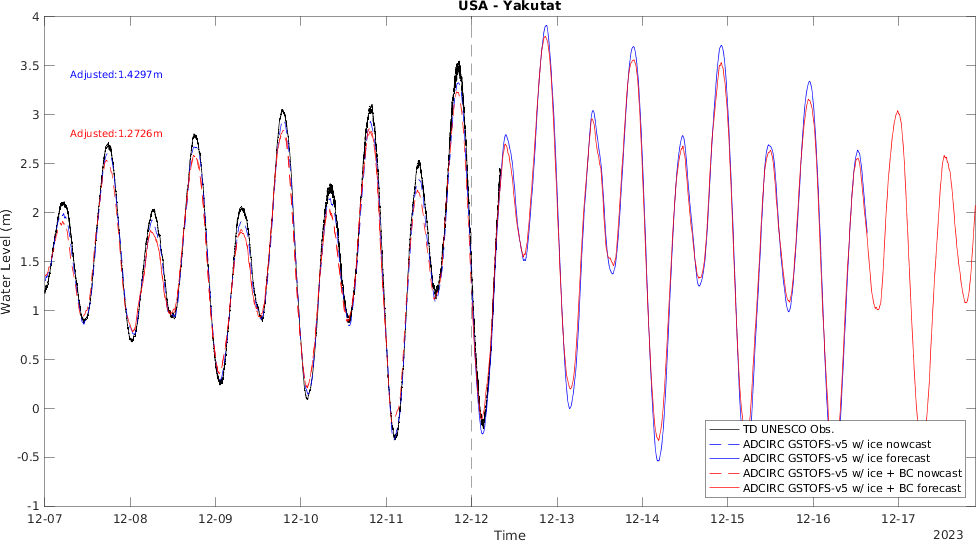 USA - Yakutat
4
3.5
3
2.5
2
1.5
1
0.5
0
-0.5
-1
Water Level (m)
Adjusted:1.4297m
Adjusted:1.2726m
TD UNESCO Obs.
ADCIRC GSTOFS-v5 w/ ice nowcast
ADCIRC GSTOFS-v5 w/ ice forecast
ADCIRC GSTOFS-v5 w/ ice + BC nowcast
ADCIRC GSTOFS-v5 w/ ice + BC forecast
12-07 12-08 12-09 12-10 12-11 12-12 12-13 12-14 12-15 12-16 12-17
Time
2023